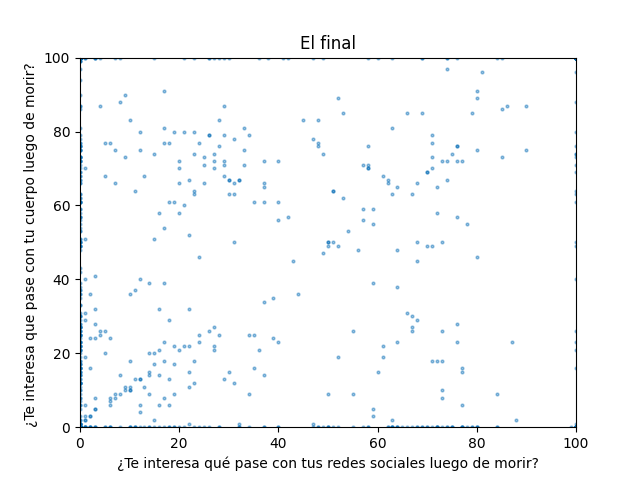 El final
¿Te interesa que pase con tu cuerpo luego de morir?
100
80
60
40
20
0
0 20 40 60 80 100
¿Te interesa qué pase con tus redes sociales luego de morir?